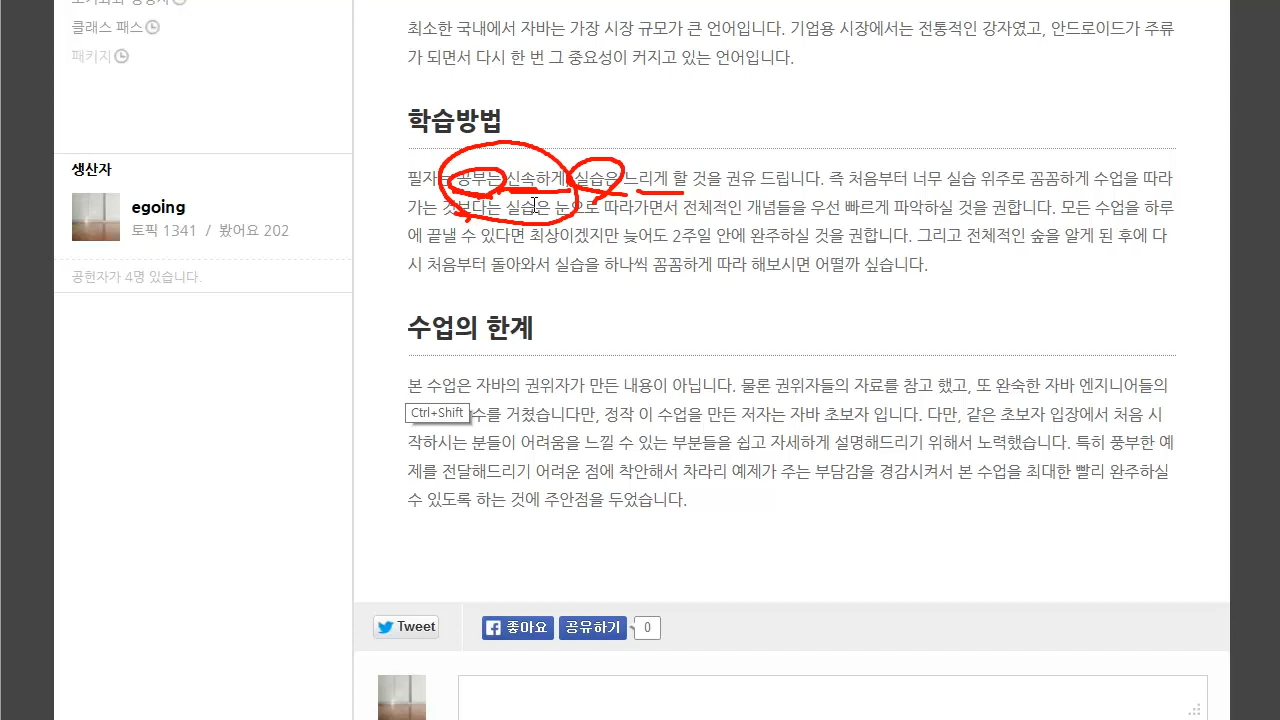 클래스 패스
패키지
생산자
egoing
토픽 1341 / 봤어요 202
공헌자가 4명 있습니다.
최소한 국내에서 자바는 가장 시장 규모가 큰 언어입니다. 기업용 시장에서는 전통적인 강자였고, 안드로이드가 주류
가 되면서 다시 한 번 그 중요성이 커지고 있는 언어입니다.
학습방법
필자는 공부는 신속하게, 실습은 느리게 할 것을 권유 드립니다. 즉 처음부터 너무 실습 위주로 꼼꼼하게 수업을 따라
가는 것보다는 실습은 눈으로 따라가면서 전체적인 개념들을 우선 빠르게 파악하실 것을 권합니다. 모든 수업을 하루
에 끝낼 수 있다면 최상이겠지만 늦어도 2주일 안에 완주하실 것을 권합니다. 그리고 전체적인 숲을 알게 된 후에 다
시 처음부터 돌아와서 실습을 하나씩 꼼꼼하게 따라 해보시면 어떨까 싶습니다.
수업의 한계
본 수업은 자바의 권위자가 만든 내용이 아닙니다. 물론 권위자들의 자료를 참고 했고, 또 완숙한 자바 엔지니어들의
Ctrl+Shift 수를 거쳤습니다만, 정작 이 수업을 만든 저자는 자바 초보자 입니다. 다만, 같은 초보자 입장에서 처음 시
작하시는 분들이 어려움을 느낄 수 있는 부분들을 쉽고 자세하게 설명해드리기 위해서 노력했습니다. 특히 풍부한 예
제를 전달해드리기 어려운 점에 착안해서 차라리 예제가 주는 부담감을 경감시켜서 본 수업을 최대한 빨리 완주하실
수 있도록 하는 것에 주안점을 두었습니다.
Tweet
좋아요 공유하기 0